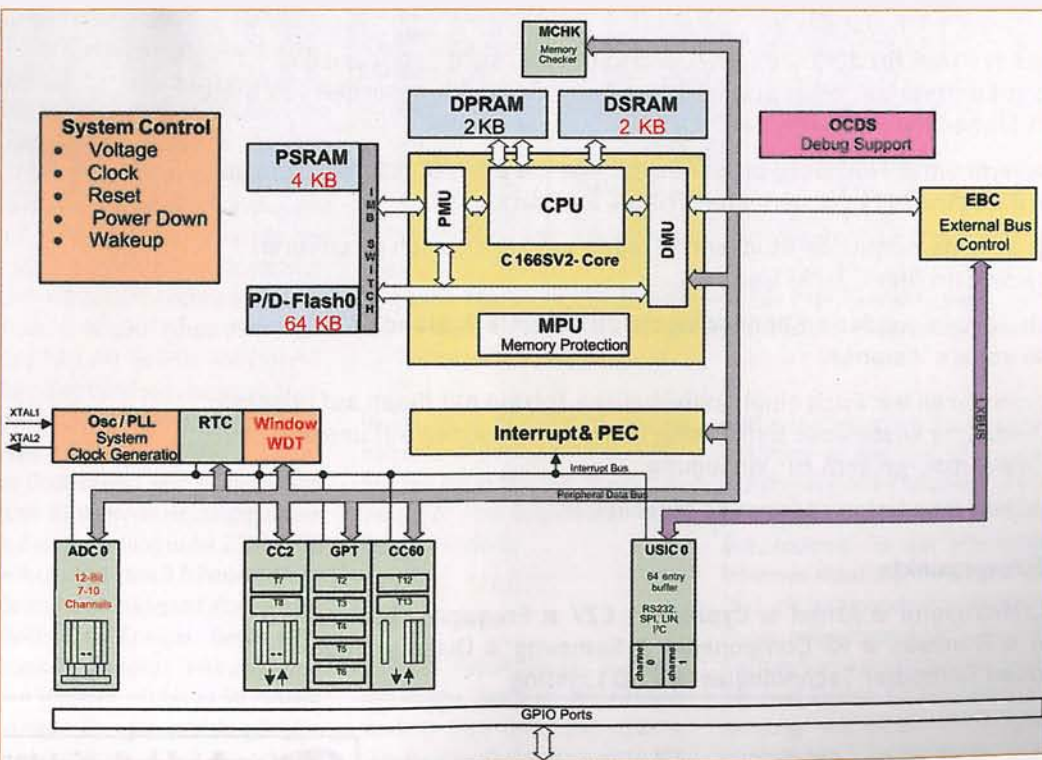 MCHK
Memory
Checker
DPRAM
2 KB
DSRAM
2 KB
System Control
• Voltage
• Clock
• Reset
• Power Down
• Wakeup
PSRAM
4 KB
IMB SWITCH
PMU
CPU
DMU
C166SV2-Core
P/D-Flash0
64 KB
MPU
Memory Protection
OCDS
Debug Support
EBC
External Bus
Control
LXBUS
XTAL1
XTAL2
Osc / PLL
System
Clock Generatio
RTC
Window
WDT
Interrupt & PEC
Interrupt Bus
Peripheral Data Bus
ADC 0
12-Bit
7-10
Channels
CC2
T7
T8
GPT
T2
T3
T4
T5
T6
CC60
T12
T13
USIC 0
64 entry
buffer
RS232,
SPI, LIN,
I²C
channel
0
channel
1
GPIO Ports